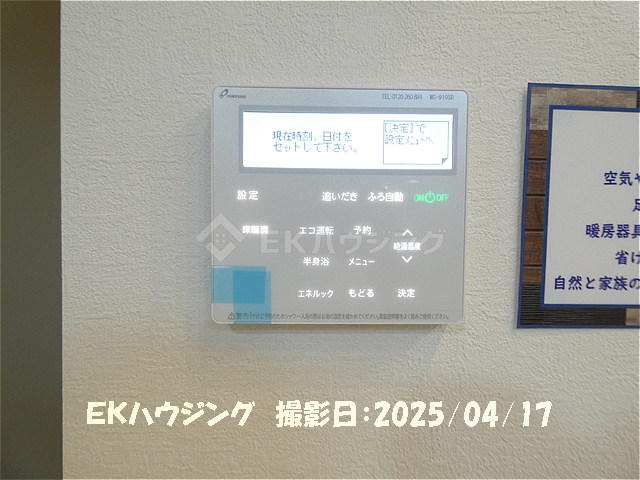 TEL:0120-260-884 WC-9100D
現在時刻、日付を
セットして下さい。
【決定】で
設定メニューへ
設定 追いだき ふろ自動 ON OFF
床暖房 エコ運転 予約
給湯温度
半身浴 メニュー
エネルック もどる 決定
EKハウジング
空気や
暖房器具
省け
自然と家族の
EKハウジング 撮影日:2025/04/17